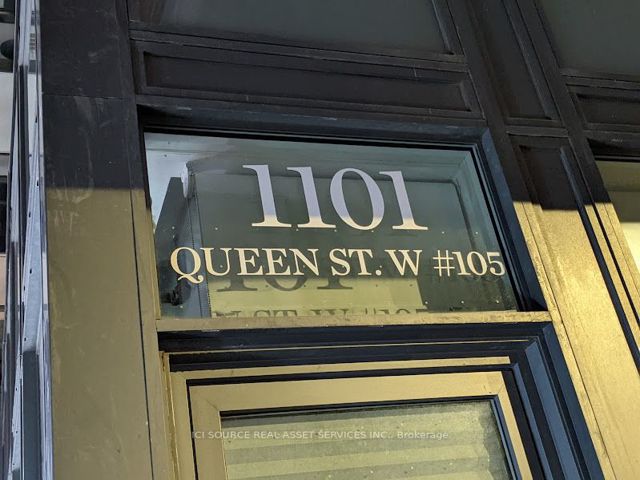 1101
QUEEN ST. W #105
ICI SOURCE REAL ASSET SERVICES INC., Brokerage